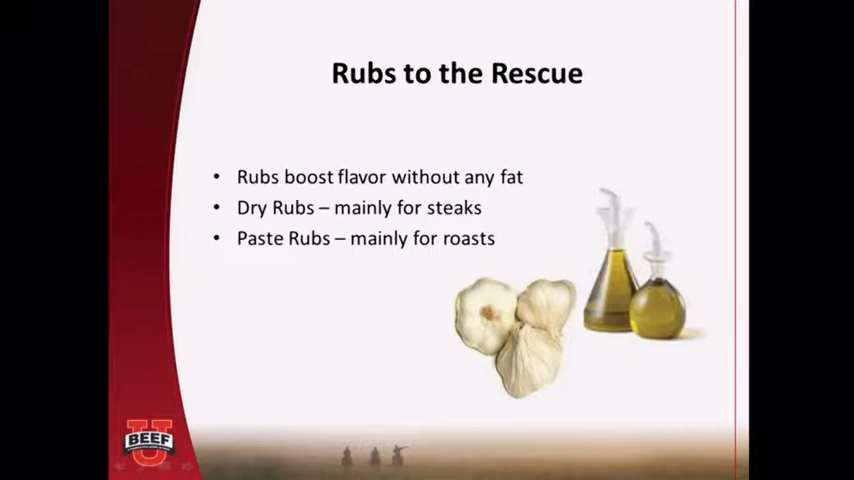 Rubs to the Rescue
• Rubs boost flavor without any fat
• Dry Rubs – mainly for steaks
• Paste Rubs – mainly for roasts
U
BEEF